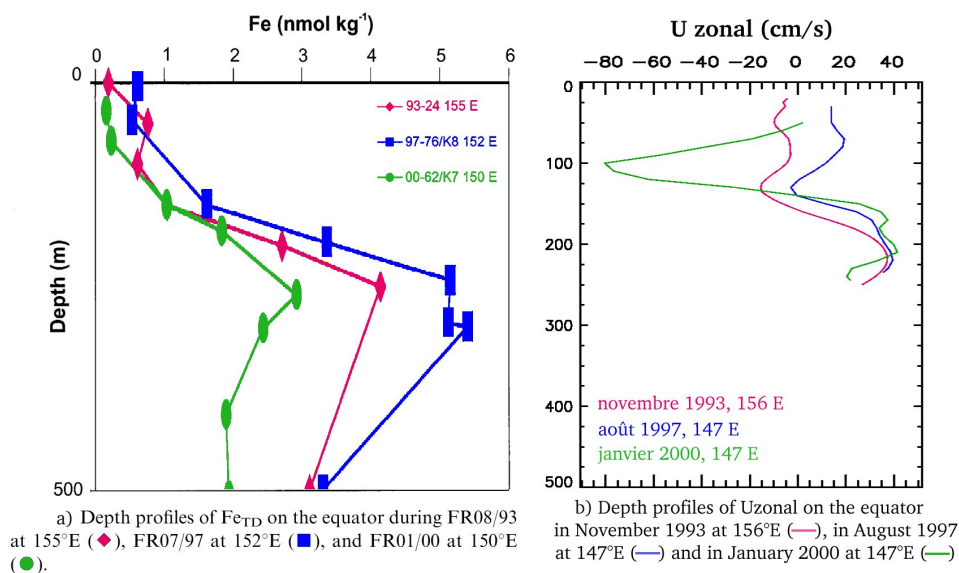 Fe (nmol kg⁻¹)
0 1 2 3 4 5 6
0
93-24 155 E
97-76/K8 152 E
00-62/K7 150 E
Depth (m)
500
a) Depth profiles of FeTD on the equator during FR08/93
at 155°E (◆), FR07/97 at 152°E (■), and FR01/00 at 150°E
(●).
U zonal (cm/s)
−80 −60 −40 −20 0 20 40
0
100
200
300
400
500
novembre 1993, 156 E
août 1997, 147 E
janvier 2000, 147 E
b) Depth profiles of Uzonal on the equator
in November 1993 at 156°E (—), in August 1997
at 147°E (—) and in January 2000 at 147°E (—)